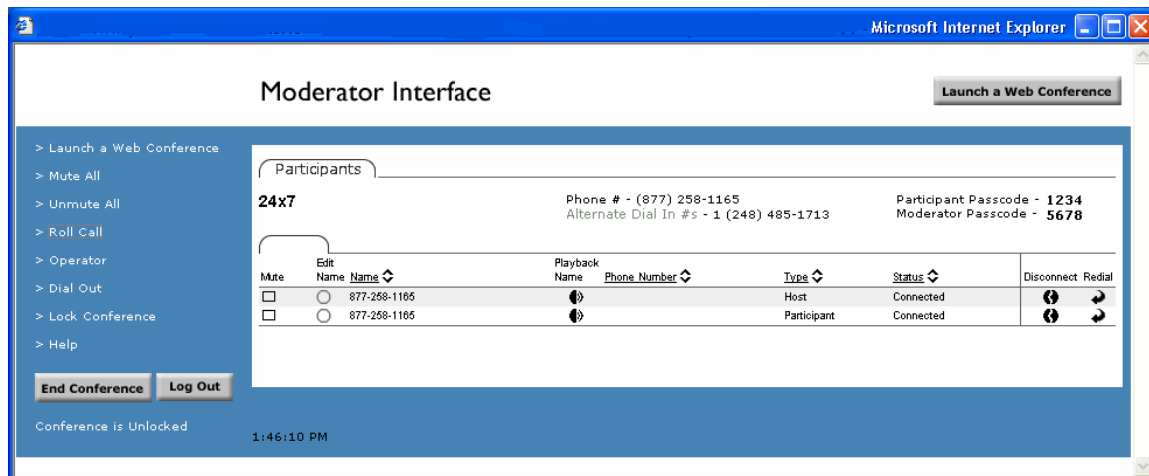 Microsoft Internet Explorer
Moderator Interface
Launch a Web Conference
> Launch a Web Conference
> Mute All
> Unmute All
> Roll Call
> Operator
> Dial Out
> Lock Conference
> Help
End Conference Log Out
Conference is Unlocked
Participants
24x7
Phone # - (877) 258-1165
Alternate Dial In #s - 1 (248) 485-1713
Participant Passcode - 1234
Moderator Passcode - 5678
Mute Edit Name Name Playback Name Phone Number Type Status Disconnect Redial
877-258-1165 Host Connected
877-258-1165 Participant Connected
1:46:10 PM